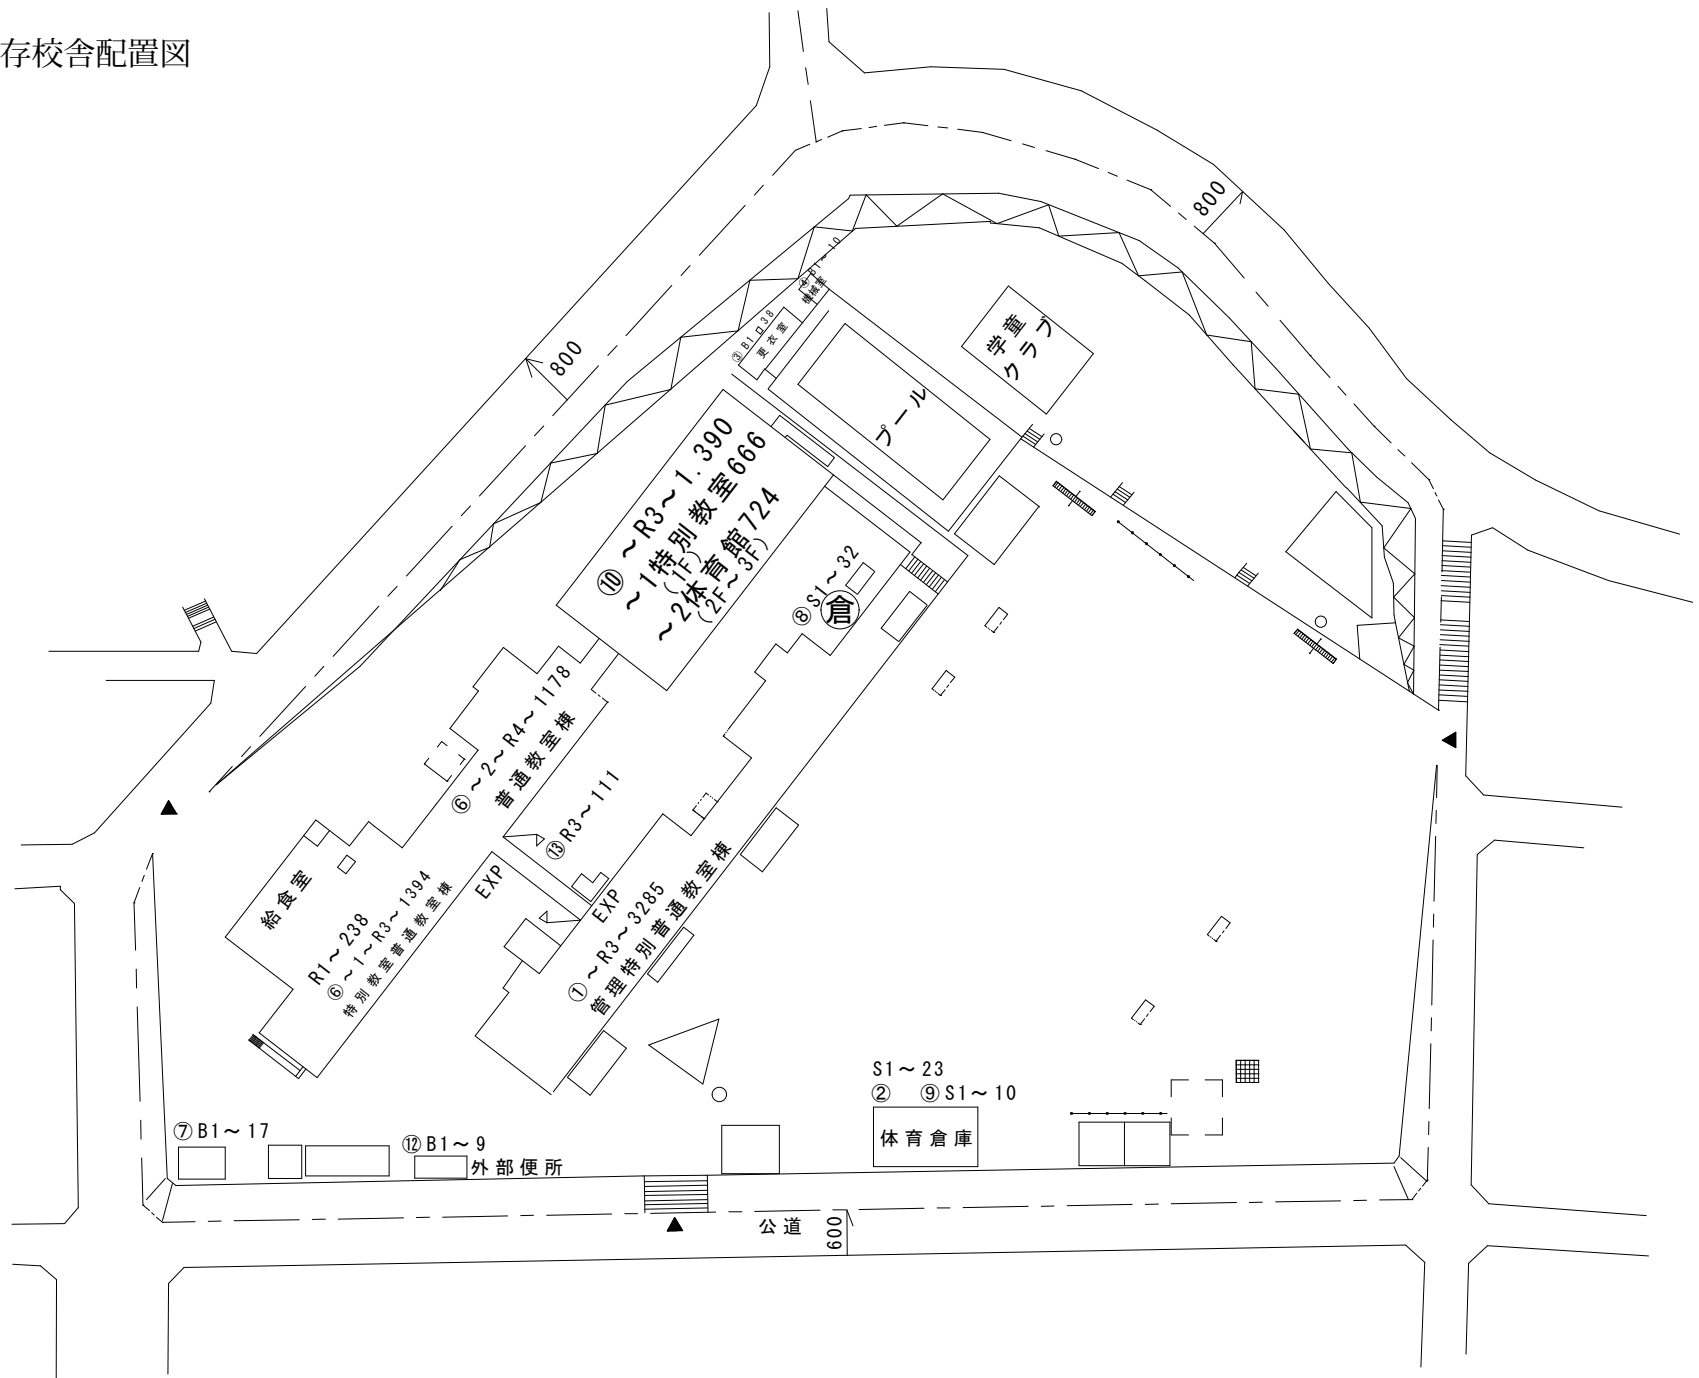 存校舎配置図
800
800
④B1～10
機械室
③B1ロ38
更衣室
学童
クラブ
プール
⑩～R3～1.390
～1特別教室666
(1F)
～2体育館724
(2F～3F)
⑧S1～32
倉
⑥～2～R4～1178
普通教室棟
⑬R3～111
EXP
EXP
給食室
R1～238
⑥～1～R3～1394
特別教室普通教室棟
①～R3～3285
管理特別普通教室棟
S1～23
② ⑨S1～10
体育倉庫
⑦B1～17
⑫B1～9
外部便所
公道
600